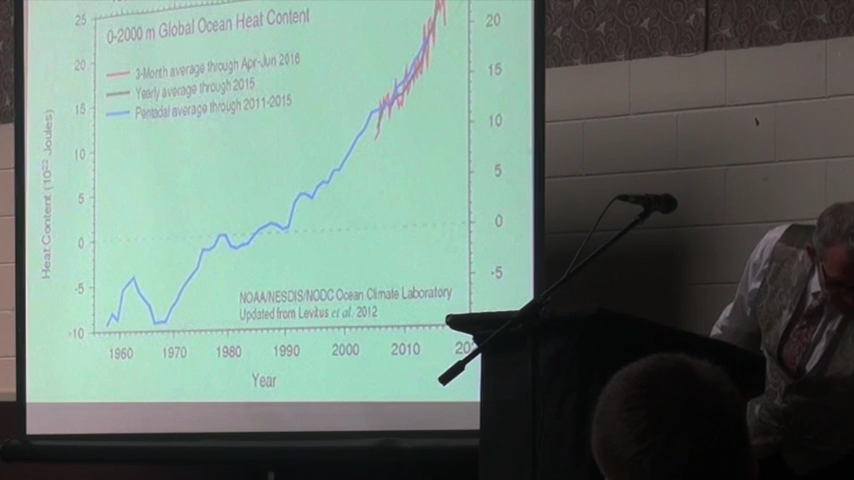 0-2000 m Global Ocean Heat Content
3-Month average through Apr-Jun 2016
Yearly average through 2015
Pentadal average through 2011-2015
25
20
15
10
5
0
-5
-10
20
15
10
5
0
-5
Heat Content (10²² Joules)
NOAA/NESDIS/NODC Ocean Climate Laboratory
Updated from Levitus et al. 2012
1960 1970 1980 1990 2000 2010
Year